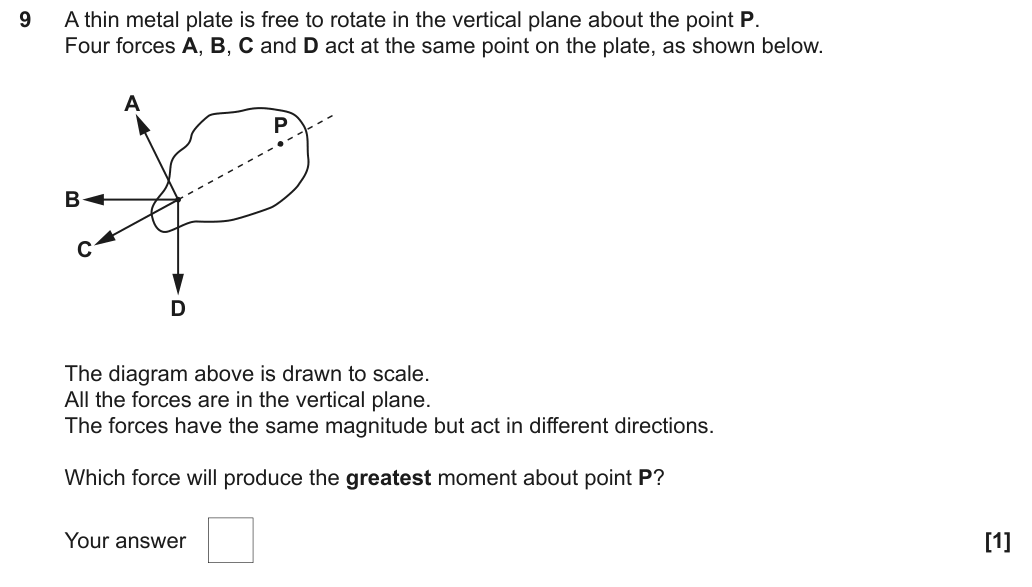 9 A thin metal plate is free to rotate in the vertical plane about the point P.
Four forces A, B, C and D act at the same point on the plate, as shown below.
A
P
B
C
D
The diagram above is drawn to scale.
All the forces are in the vertical plane.
The forces have the same magnitude but act in different directions.
Which force will produce the greatest moment about point P?
Your answer [1]